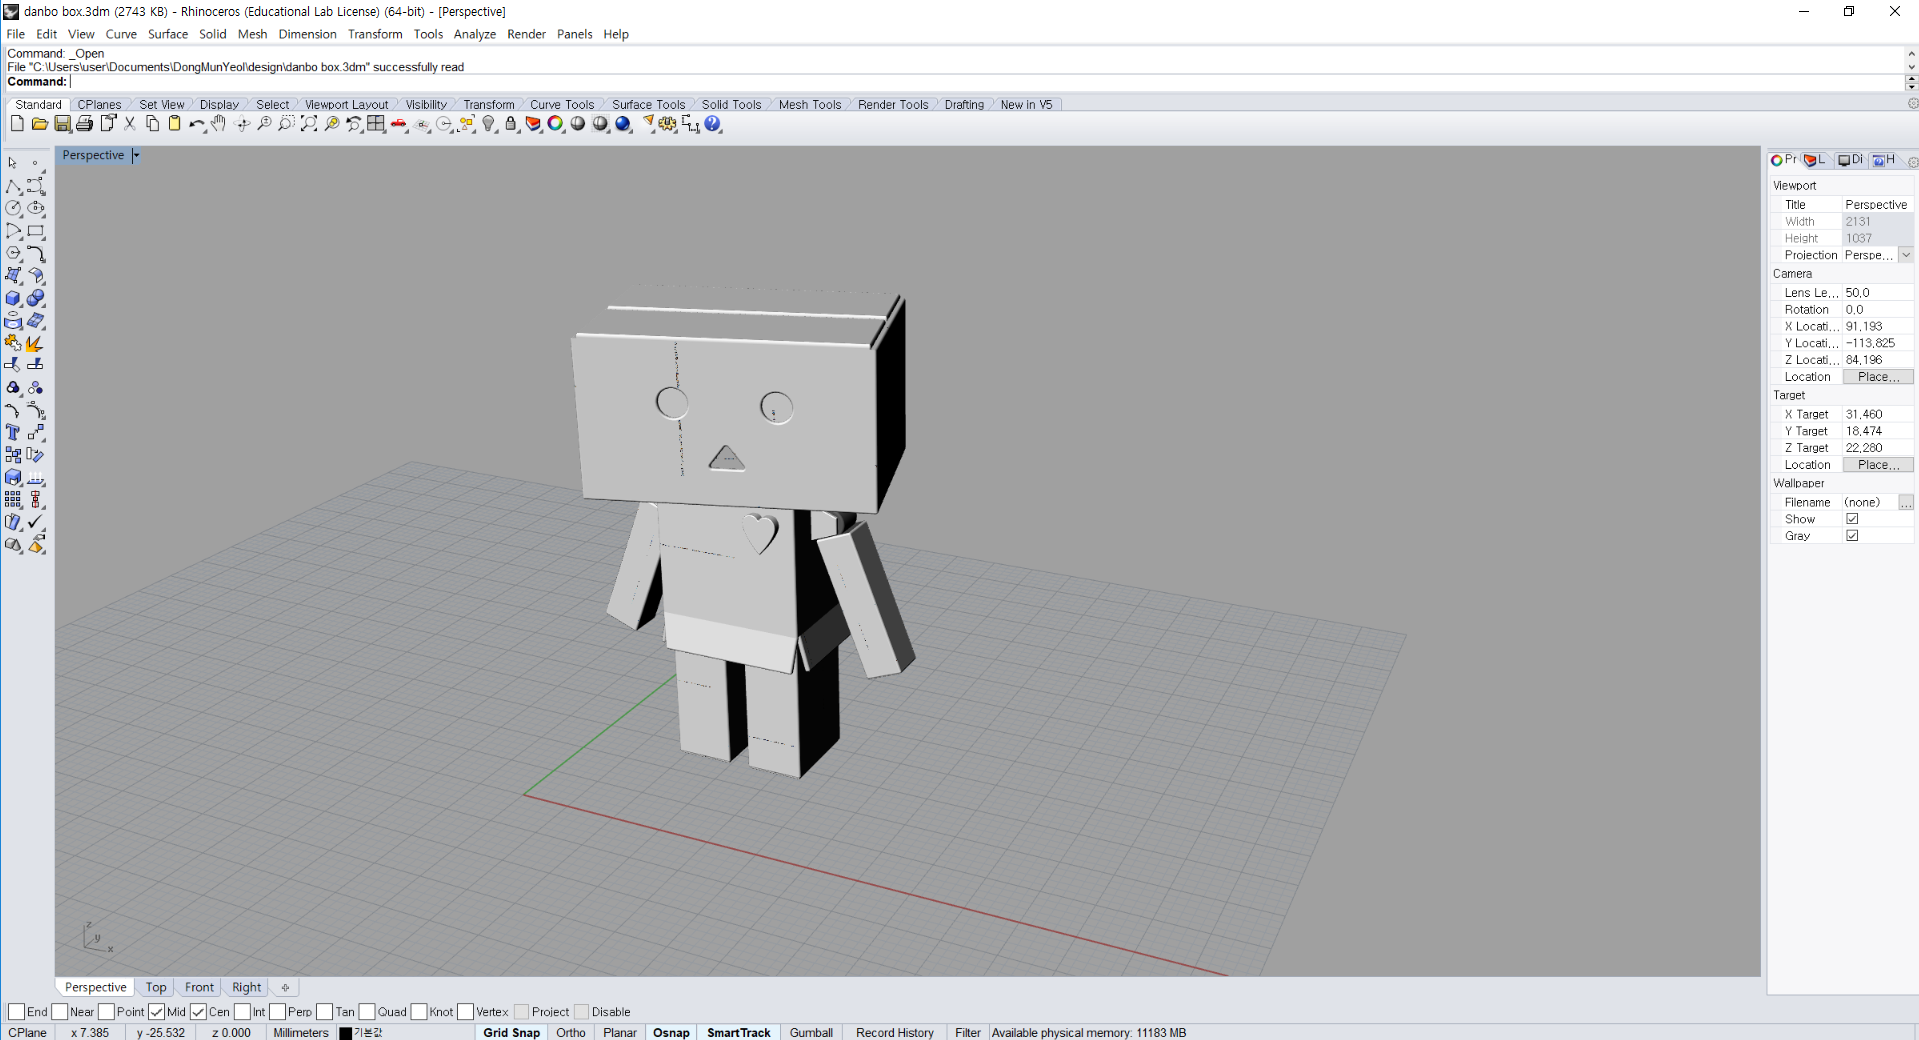 danbo box.3dm (2743 KB) - Rhinoceros (Educational Lab License) (64-bit) - [Perspective]
File Edit View Curve Surface Solid Mesh Dimension Transform Tools Analyze Render Panels Help
Command: _Open
File "C:\Users\user\Documents\DongMunYeol\design\danbo box.3dm" successfully read
Command:
Standard CPlanes Set View Display Select Viewport Layout Visibility Transform Curve Tools Surface Tools Solid Tools Mesh Tools Render Tools Drafting New in V5
Perspective
Pr L Di H
Viewport
Title Perspective
Width 2131
Height 1037
Projection Perspe...
Camera
Lens Le... 50.0
Rotation 0.0
X Locati... 91.193
Y Locati... -113.825
Z Locati... 84.196
Location Place...
Target
X Target 31.460
Y Target 18.474
Z Target 22.280
Location Place...
Wallpaper
Filename (none) ...
Show
Gray
z
y
x
Perspective Top Front Right
End Near Point Mid Cen Int Perp Tan Quad Knot Vertex Project Disable
CPlane x 7.385 y -25.532 z 0.000 Millimeters 기본값 Grid Snap Ortho Planar Osnap SmartTrack Gumball Record History Filter Available physical memory: 11183 MB